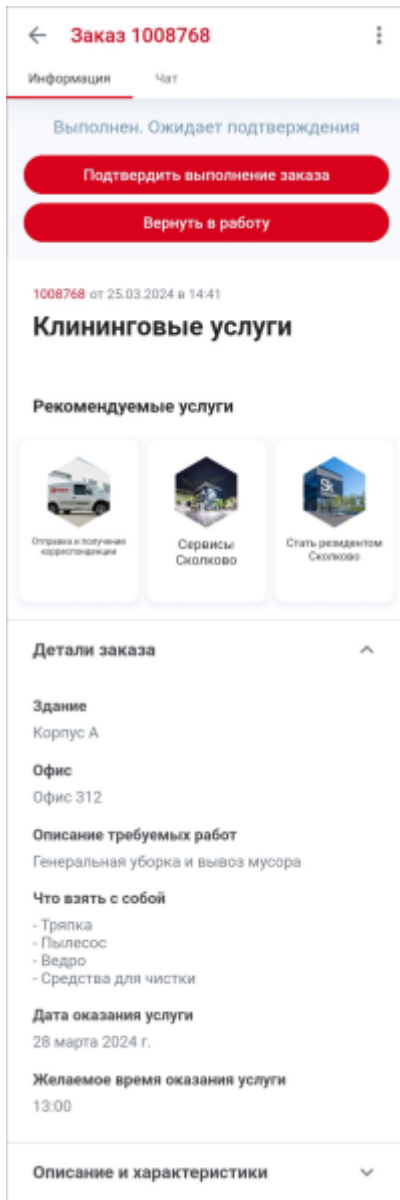 Заказ 1008768
Информация
Чат
Выполнен. Ожидает подтверждения
Подтвердить выполнение заказа
Вернуть в работу
1008768 от 25.03.2024 в 14:41
Клининговые услуги
Рекомендуемые услуги
Отправка и получение
корреспонденции
Сервисы
Сколково
Стать резидентом
Сколково
Детали заказа
Здание
Корпус А
Офис
Офис 312
Описание требуемых работ
Генеральная уборка и вывоз мусора
Что взять с собой
- Тряпка
- Пылесос
- Ведро
- Средства для чистки
Дата оказания услуги
28 марта 2024 г.
Желаемое время оказания услуги
13:00
Описание и характеристики